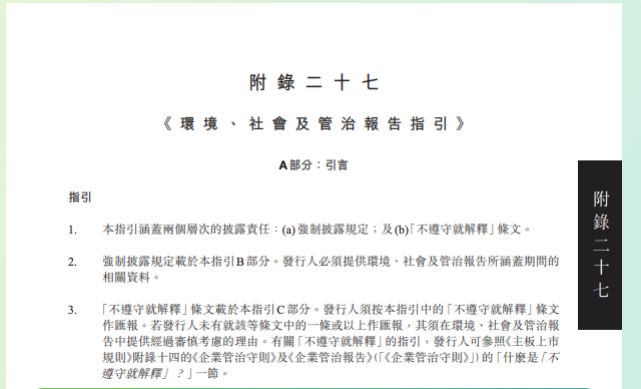 附錄二十七
《環境、社會及管治報告指引》
A部分：引言
指引
1. 本指引涵蓋兩個層次的披露責任：(a)強制披露規定；及(b)「不遵守就解釋」條文。
2. 強制披露規定載於本指引B部分。發行人必須提供環境、社會及管治報告所涵蓋期間的
相關資料。
3. 「不遵守就解釋」條文載於本指引C部分。發行人須按本指引中的「不遵守就解釋」條文
作匯報。若發行人未有就該等條文中的一條或以上作匯報，其須在環境、社會及管治報
告中提供經過審慎考慮的理由。有關「不遵守就解釋」的指引，發行人可參照《主板上市
規則》附錄十四的《企業管治守則》及《企業管治報告》(「《企業管治守則》」) 的「什麼是「不
遵守就解釋」？」一節。
附錄二十七